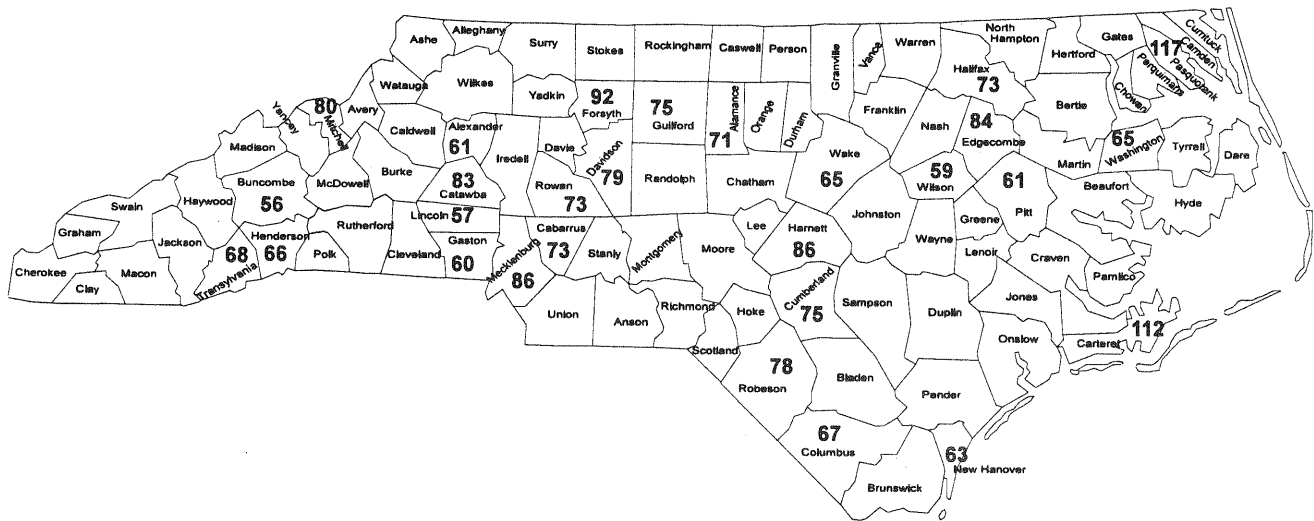 Ashe
Alleghany
Surry
Stokes
Rockingham
Caswell
Person
Granville
Vance
Warren
North
Hampton
Hertford
Gates
117
Currituck
Camden
Pasquobank
Perquimans
Chowan
Halifax
73
Watauga
Wilkes
Yadkin
92
Forsyth
75
Guilford
71
Alamance
Orange
Durham
Franklin
Nash
84
Edgecombe
Bertie
Yancey
80
Mitchell
Avery
Caldwell
Alexander
61
Iredell
Davie
Davidson
79
Randolph
Chatham
Wake
65
59
Wilson
61
Pitt
Martin
65
Washington
Tyrrell
Dare
Madison
Buncombe
56
McDowell
Burke
83
Catawba
Rowan
73
Beaufort
Hyde
Swain
Haywood
Graham
Jackson
68
Transylvania
Henderson
66
Polk
Rutherford
Cleveland
Lincoln 57
Gaston
60
Mecklenburg
86
Cabarrus
73
Stanly
Montgomery
Moore
Lee
Harnett
86
Johnston
Wayne
Greene
Lenoir
Craven
Pamlico
Cherokee
Clay
Macon
Union
Anson
Richmond
Scotland
Hoke
Cumberland
75
Sampson
Duplin
Jones
Onslow
Carteret
112
78
Robeson
Bladen
Pender
67
Columbus
63
New Hanover
Brunswick